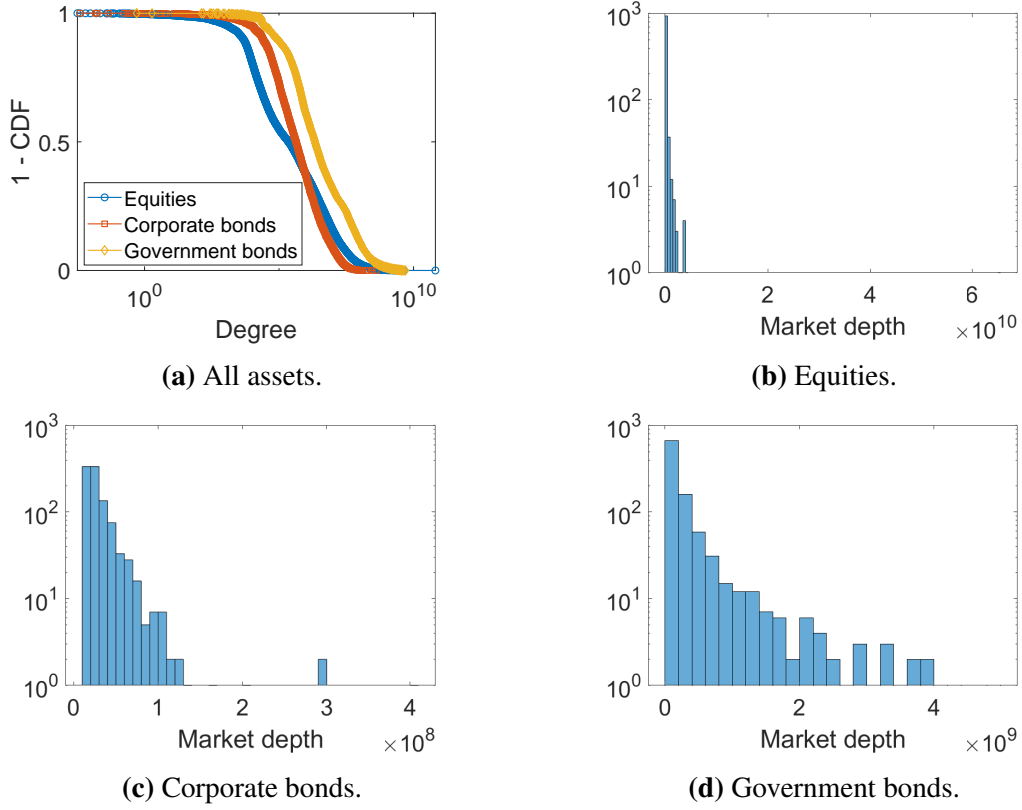 1
0.5
0
1 - CDF
Equities
Corporate bonds
Government bonds
10^0
10^10
Degree
(a) All assets.
10^3
10^2
10^1
10^0
0
2
4
6
Market depth
×10^10
(b) Equities.
10^3
10^2
10^1
10^0
0
1
2
3
4
Market depth
×10^8
(c) Corporate bonds.
10^3
10^2
10^1
10^0
0
2
4
Market depth
×10^9
(d) Government bonds.